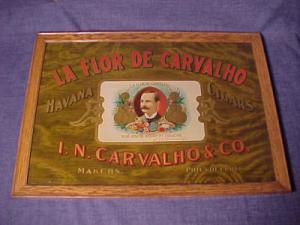 LA FLOR DE CARVALHO
HAVANA CIGARS
I. N. CARVALHO & CO.
MAKERS. PHILADELPHIA